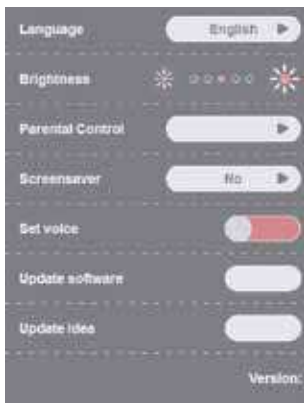 Language English
Brightness
Parental Control
Screensaver No
Set voice
Update software
Update idea
Version: